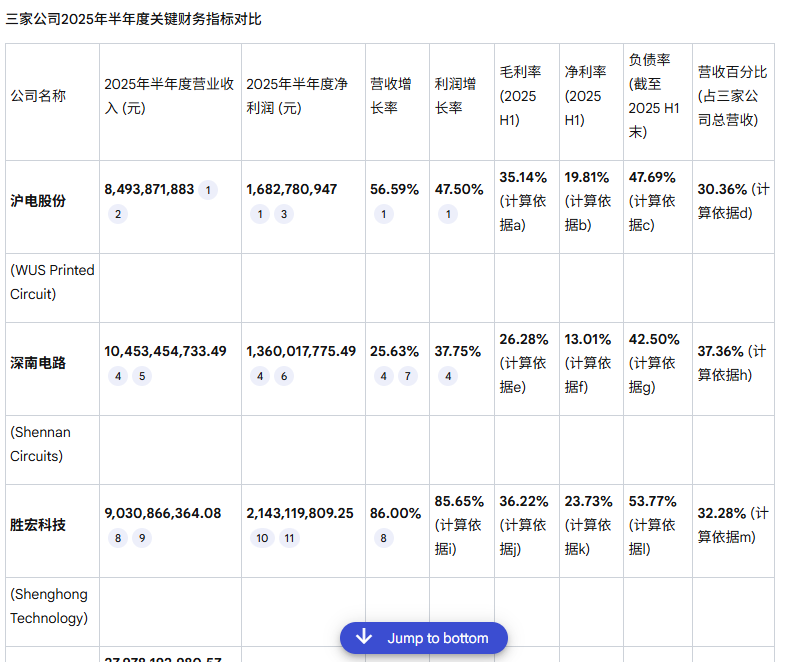 三家公司2025年半年度关键财务指标对比
公司名称
2025年半年度营业收
入 (元)
2025年半年度净
利润 (元)
营收增
长率
利润增
长率
毛利率
(2025
H1)
净利率
(2025
H1)
负债率
(截至
2025 H1
末)
营收百分比
(占三家公
司总营收)
沪电股份
8,493,871,883 1
2
1,682,780,947
1 3
56.59%
1
47.50%
1
35.14%
(计算依
据a)
19.81%
(计算依
据b)
47.69%
(计算依
据c)
30.36% (计
算依据d)
(WUS Printed
Circuit)
深南电路
10,453,454,733.49
4 5
1,360,017,775.49
4 6
25.63%
4 7
37.75%
4
26.28%
(计算依
据e)
13.01%
(计算依
据f)
42.50%
(计算依
据g)
37.36% (计
算依据h)
(Shennan
Circuits)
胜宏科技
9,030,866,364.08
8 9
2,143,119,809.25
10 11
86.00%
8
85.65%
(计算依
据i)
36.22%
(计算依
据j)
23.73%
(计算依
据k)
53.77%
(计算依
据l)
32.28% (计
算依据m)
(Shenghong
Technology)
Jump to bottom